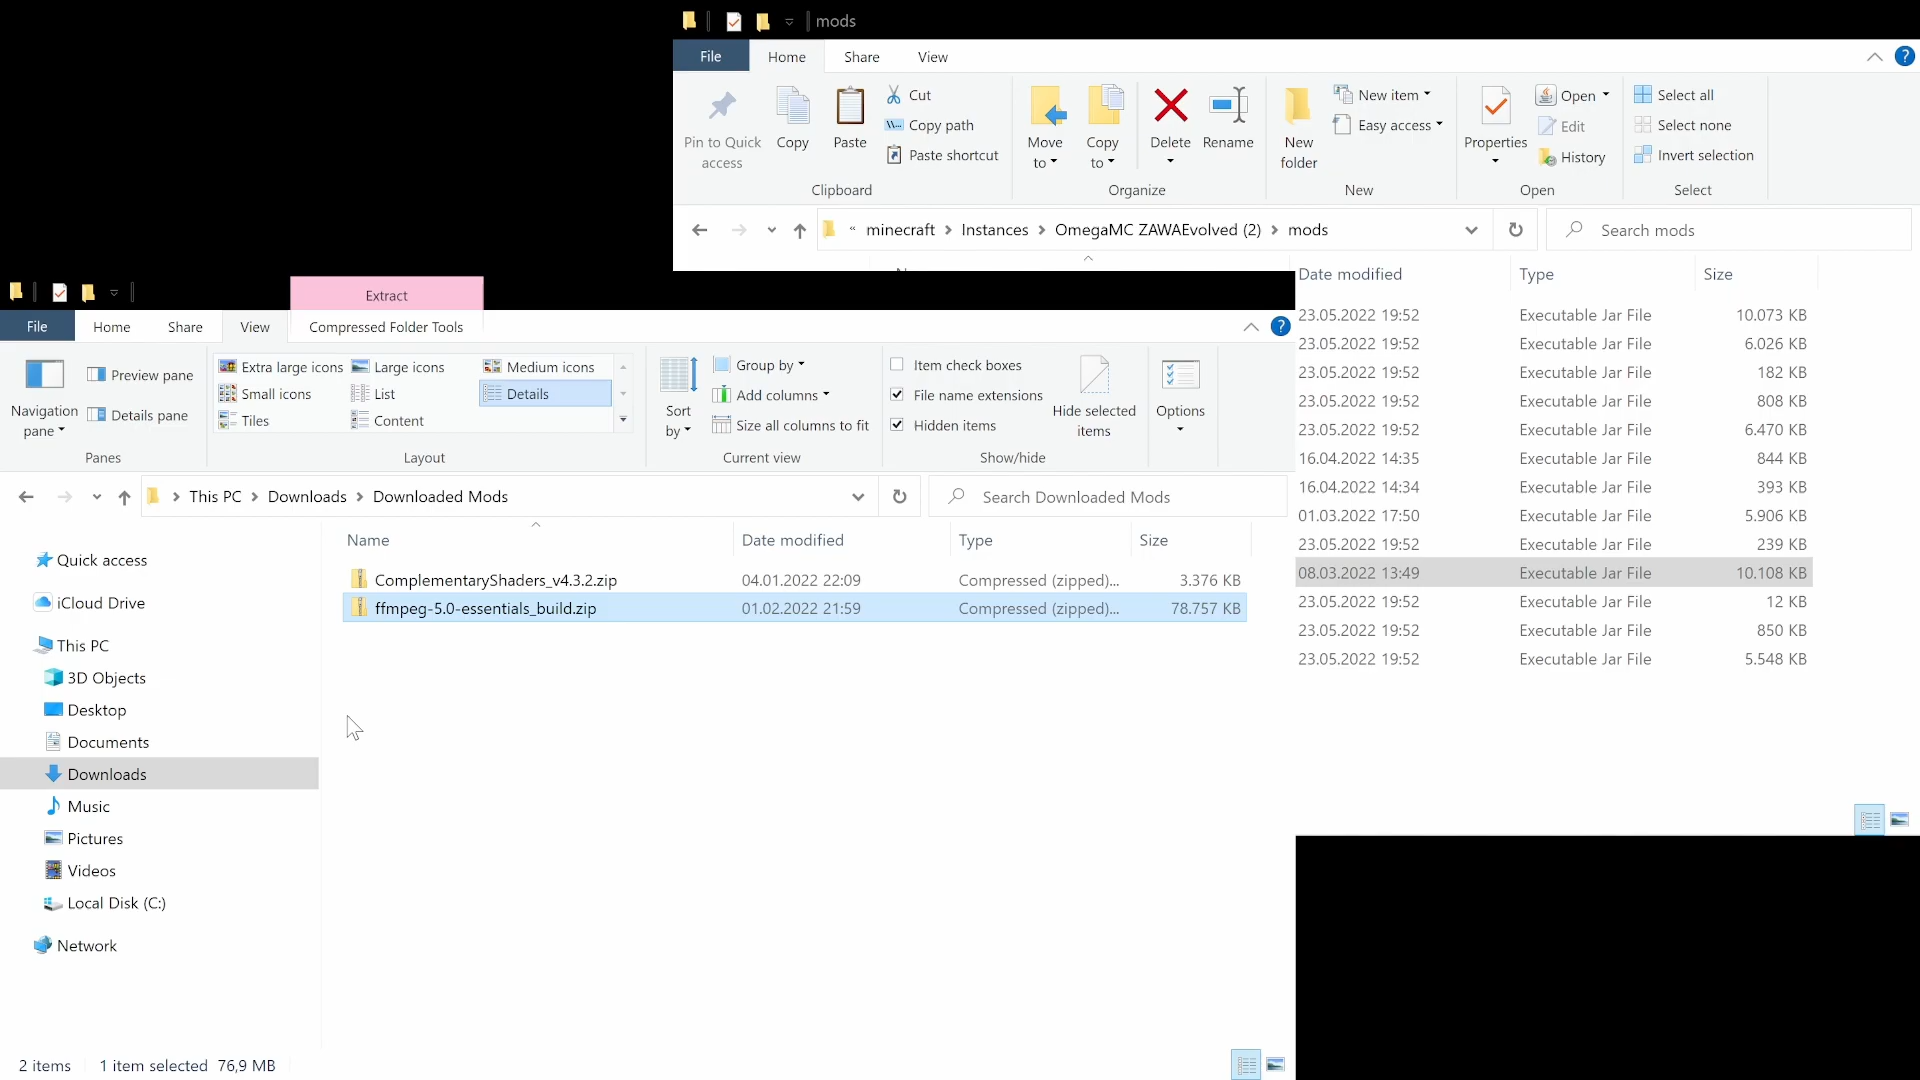 mods
File
Home
Share
View
Pin to Quick
access
Copy
Paste
Cut
Copy path
Paste shortcut
Clipboard
Move
to
Copy
to
Delete
Rename
Organize
New
folder
New item
Easy access
New
Properties
Open
Edit
History
Open
Select all
Select none
Invert selection
Select
« minecraft > Instances > OmegaMC ZAWAEvolved (2) > mods
Search mods
Date modified Type Size
23.05.2022 19:52 Executable Jar File 10.073 KB
23.05.2022 19:52 Executable Jar File 6.026 KB
23.05.2022 19:52 Executable Jar File 182 KB
23.05.2022 19:52 Executable Jar File 808 KB
23.05.2022 19:52 Executable Jar File 6.470 KB
16.04.2022 14:35 Executable Jar File 844 KB
16.04.2022 14:34 Executable Jar File 393 KB
01.03.2022 17:50 Executable Jar File 5.906 KB
23.05.2022 19:52 Executable Jar File 239 KB
08.03.2022 13:49 Executable Jar File 10.108 KB
23.05.2022 19:52 Executable Jar File 12 KB
23.05.2022 19:52 Executable Jar File 850 KB
23.05.2022 19:52 Executable Jar File 5.548 KB
Extract
File
Home
Share
View
Compressed Folder Tools
Navigation
pane
Preview pane
Details pane
Panes
Extra large icons
Large icons
Medium icons
Small icons
List
Details
Tiles
Content
Layout
Sort
by
Group by
Add columns
Size all columns to fit
Current view
Item check boxes
File name extensions
Hidden items
Hide selected
items
Show/hide
Options
> This PC > Downloads > Downloaded Mods
Search Downloaded Mods
Name Date modified Type Size
ComplementaryShaders_v4.3.2.zip 04.01.2022 22:09 Compressed (zipped)... 3.376 KB
ffmpeg-5.0-essentials_build.zip 01.02.2022 21:59 Compressed (zipped)... 78.757 KB
Quick access
iCloud Drive
This PC
3D Objects
Desktop
Documents
Downloads
Music
Pictures
Videos
Local Disk (C:)
Network
2 items
1 item selected 76,9 MB